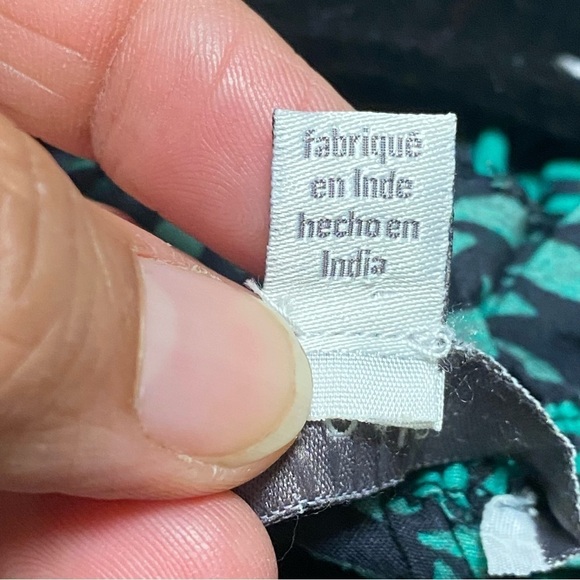 fabriqué
en Inde
hecho en
India